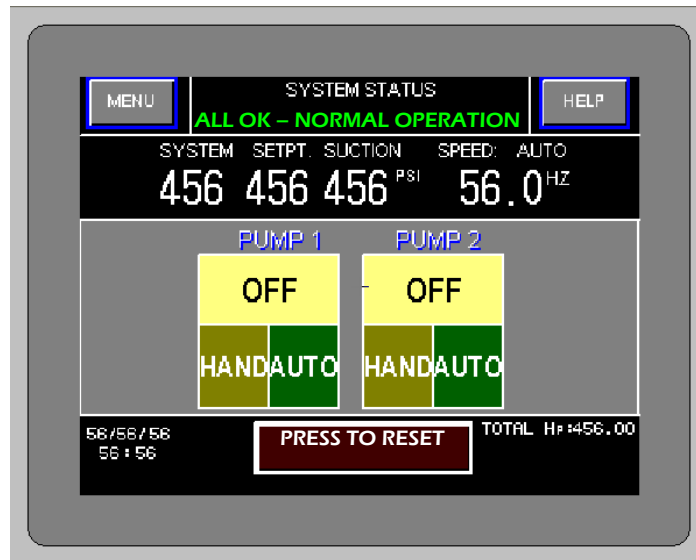 MENU
SYSTEM STATUS
HELP
ALL OK – NORMAL OPERATION
SYSTEM SETPT. SUCTION SPEED: AUTO
456 456 456 PSI 56.0 HZ
PUMP 1 PUMP 2
OFF OFF
HAND AUTO HAND AUTO
56/56/56
56:56
PRESS TO RESET
TOTAL HP:456.00